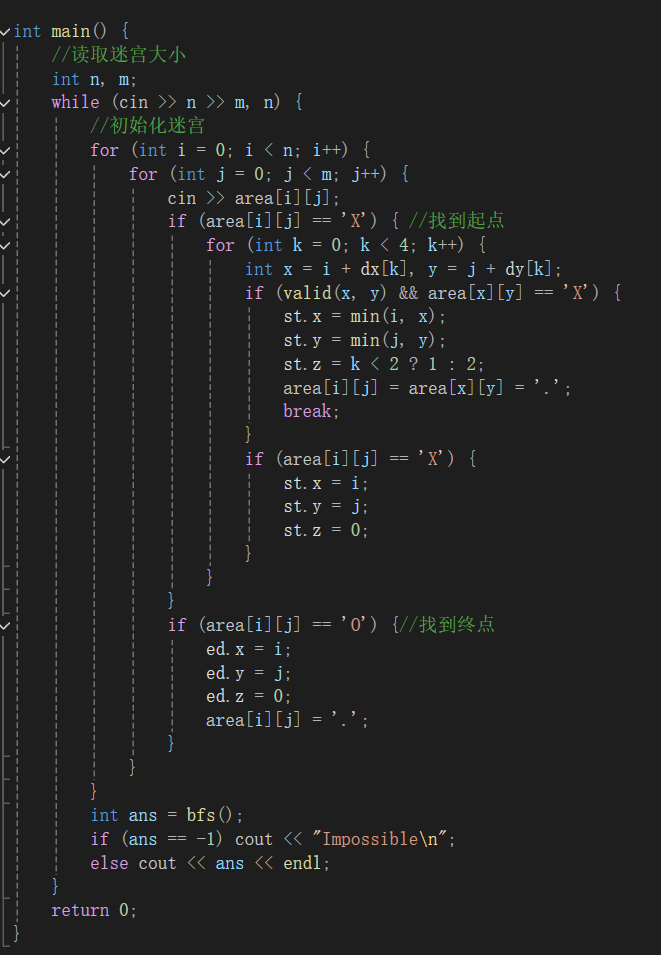 int main() {
    //读取迷宫大小
    int n, m;
    while (cin >> n >> m, n) {
        //初始化迷宫
        for (int i = 0; i < n; i++) {
            for (int j = 0; j < m; j++) {
                cin >> area[i][j];
                if (area[i][j] == 'X') { //找到起点
                    for (int k = 0; k < 4; k++) {
                        int x = i + dx[k], y = j + dy[k];
                        if (valid(x, y) && area[x][y] == 'X') {
                            st.x = min(i, x);
                            st.y = min(j, y);
                            st.z = k < 2 ? 1 : 2;
                            area[i][j] = area[x][y] = '.';
                            break;
                        }
                        if (area[i][j] == 'X') {
                            st.x = i;
                            st.y = j;
                            st.z = 0;
                        }
                    }
                }
                if (area[i][j] == 'O') {//找到终点
                    ed.x = i;
                    ed.y = j;
                    ed.z = 0;
                    area[i][j] = '.';
                }
            }
        }
        int ans = bfs();
        if (ans == -1) cout << "Impossible\n";
        else cout << ans << endl;
    }
    return 0;
}